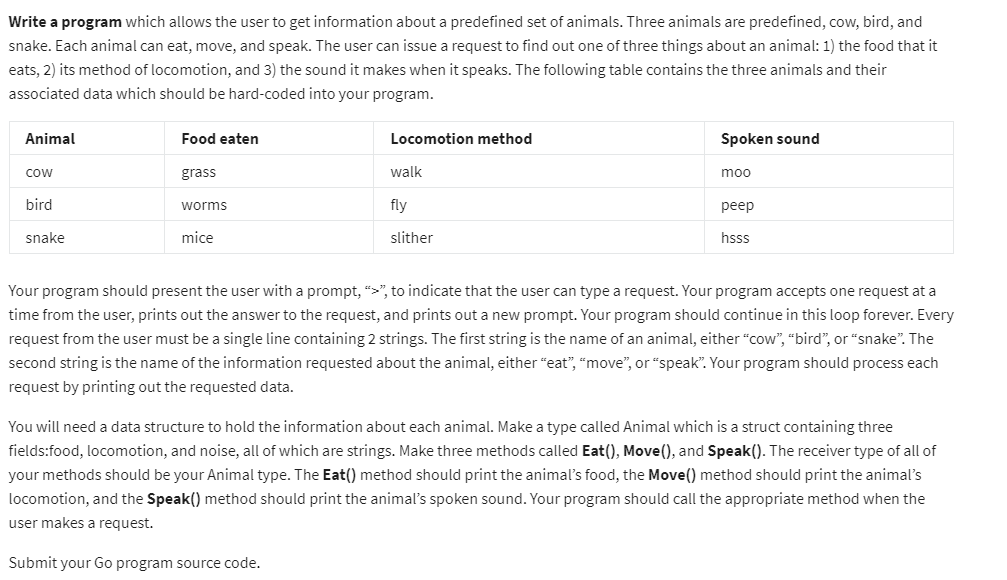 Write a program which allows the user to get information about a predefined set of animals. Three animals are predefined, cow, bird, and
snake. Each animal can eat, move, and speak. The user can issue a request to find out one of three things about an animal: 1) the food that it
eats, 2) its method of locomotion, and 3) the sound it makes when it speaks. The following table contains the three animals and their
associated data which should be hard-coded into your program.
Animal Food eaten Locomotion method Spoken sound
cow grass walk moo
bird worms fly peep
snake mice slither hsss
Your program should present the user with a prompt, “>”, to indicate that the user can type a request. Your program accepts one request at a
time from the user, prints out the answer to the request, and prints out a new prompt. Your program should continue in this loop forever. Every
request from the user must be a single line containing 2 strings. The first string is the name of an animal, either “cow”, “bird”, or “snake”. The
second string is the name of the information requested about the animal, either “eat”, “move”, or “speak”. Your program should process each
request by printing out the requested data.
You will need a data structure to hold the information about each animal. Make a type called Animal which is a struct containing three
fields:food, locomotion, and noise, all of which are strings. Make three methods called Eat(), Move(), and Speak(). The receiver type of all of
your methods should be your Animal type. The Eat() method should print the animal’s food, the Move() method should print the animal’s
locomotion, and the Speak() method should print the animal’s spoken sound. Your program should call the appropriate method when the
user makes a request.
Submit your Go program source code.